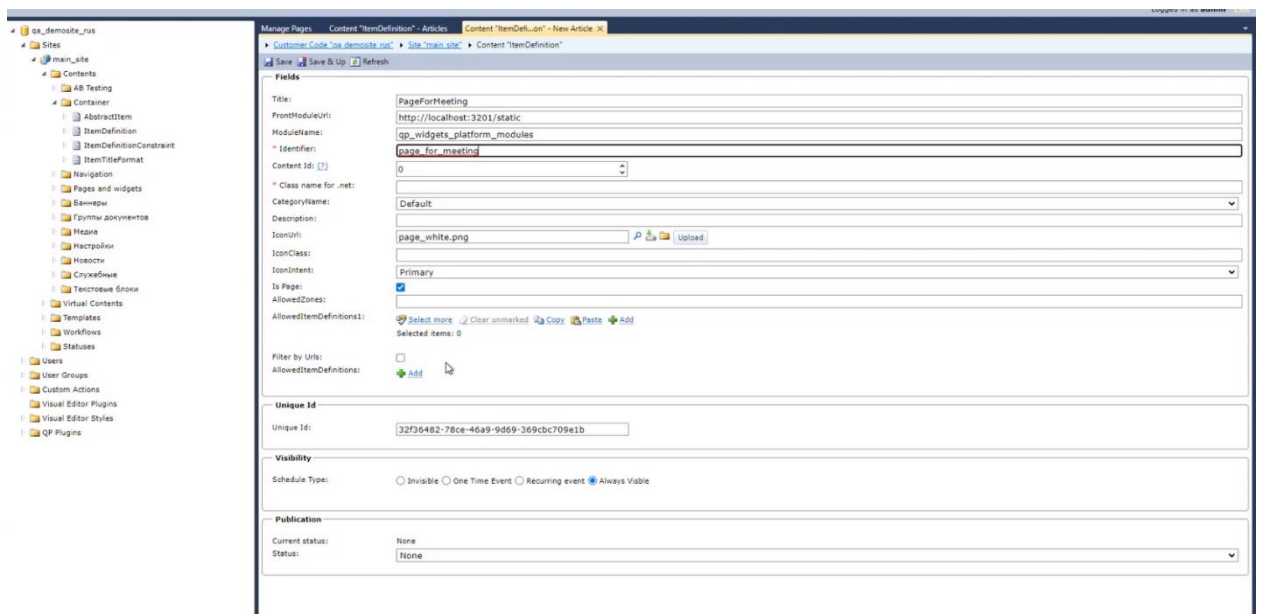 Logged in as admin
qa_demosite_rus
Sites
main_site
Contents
AB Testing
Container
AbstractItem
ItemDefinition
ItemDefinitionConstraint
ItemTitleFormat
Navigation
Pages and widgets
Баннеры
Группы документов
Медиа
Настройки
Новости
Служебные
Текстовые блоки
Virtual Contents
Templates
Workflows
Statuses
Users
User Groups
Custom Actions
Visual Editor Plugins
Visual Editor Styles
QP Plugins
Manage Pages Content "ItemDefinition" - Articles Content "ItemDefi...on" - New Article
Customer Code "qa_demosite_rus" Site "main_site" Content "ItemDefinition"
Save Save & Up Refresh
Fields
Title: PageForMeeting
FrontModuleUrl: http://localhost:3201/static
ModuleName: qp_widgets_platform_modules
* Identifier: page_for_meeting
Content Id: (?) 0
* Class name for .net:
CategoryName: Default
Description:
IconUrl: page_white.png Upload
IconClass:
IconIntent: Primary
Is Page:
AllowedZones:
AllowedItemDefinitions1: Select more Clear unmarked Copy Paste Add
Selected items: 0
Filter by Urls:
AllowedItemDefinitions: Add
Unique Id
Unique Id: 32f36482-78ce-46a9-9d69-369cbc709e1b
Visibility
Schedule Type: Invisible One Time Event Recurring event Always Visble
Publication
Current status: None
Status: None